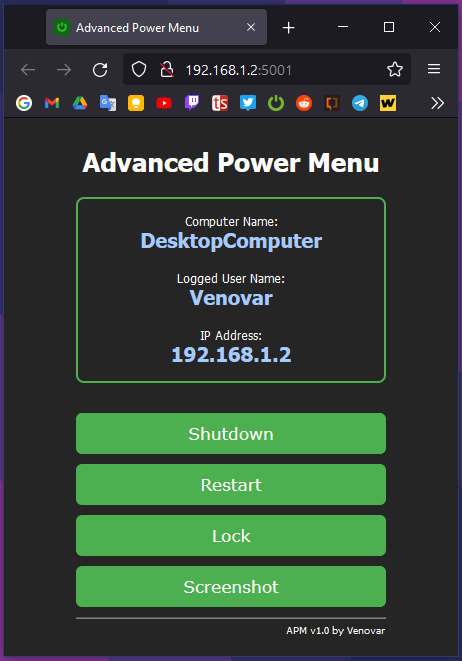 Advanced Power Menu
192.168.1.2:5001
Advanced Power Menu
Computer Name:
DesktopComputer
Logged User Name:
Venovar
IP Address:
192.168.1.2
Shutdown
Restart
Lock
Screenshot
APM v1.0 by Venovar